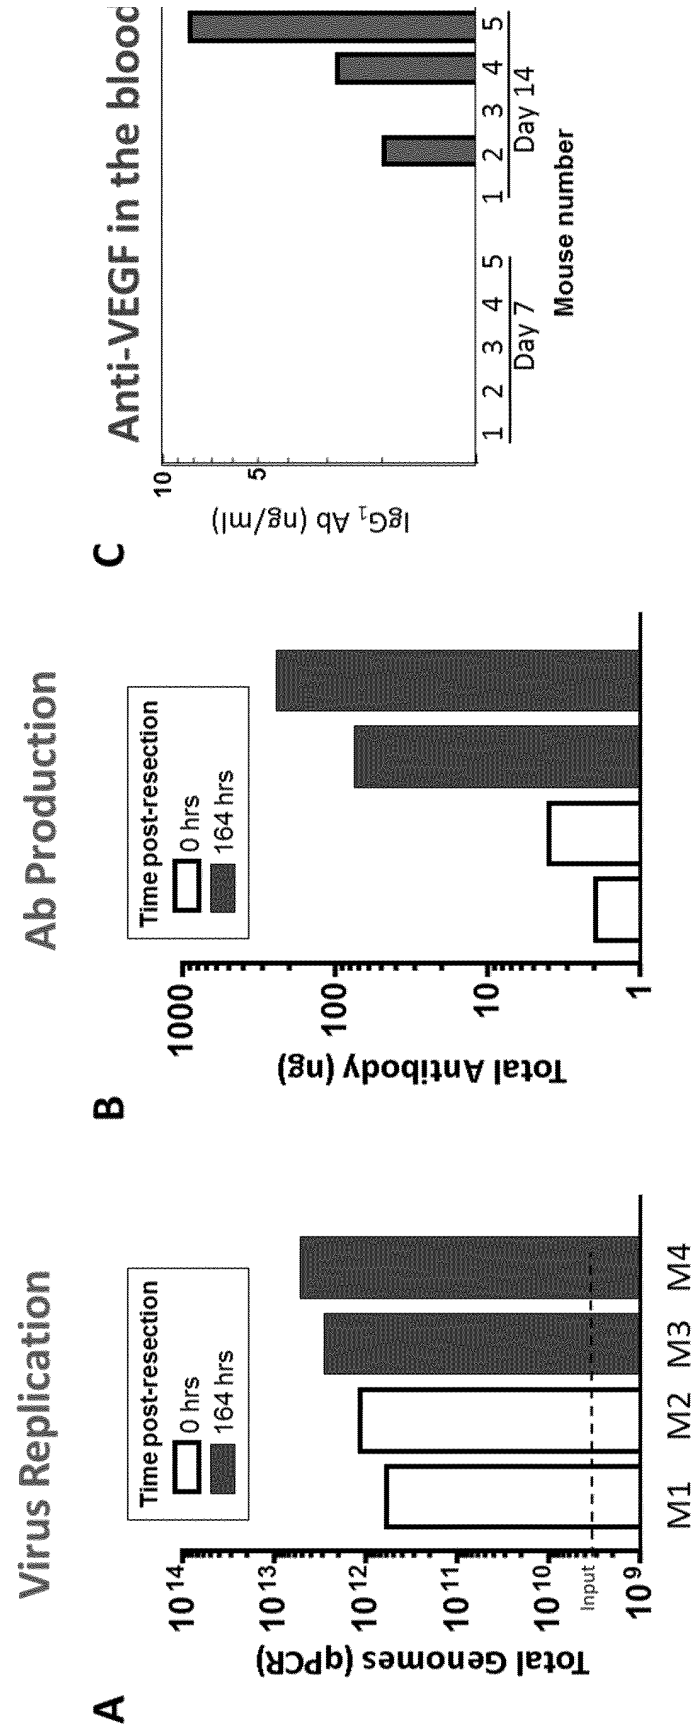 Virus Replication
A
Total Genomes (qPCR)
10^14
10^13
10^12
10^11
10^10
Input
10^9
Time post-resection
0 hrs
164 hrs
M1 M2 M3 M4
Ab Production
B
Total Antibody (ng)
1000
100
10
1
Time post-resection
0 hrs
164 hrs
C
Anti-VEGF in the blood
IgG₁ Ab (ng/ml)
10
5
1 2 3 4 5 1 2 3 4 5
Day 7 Day 14
Mouse number